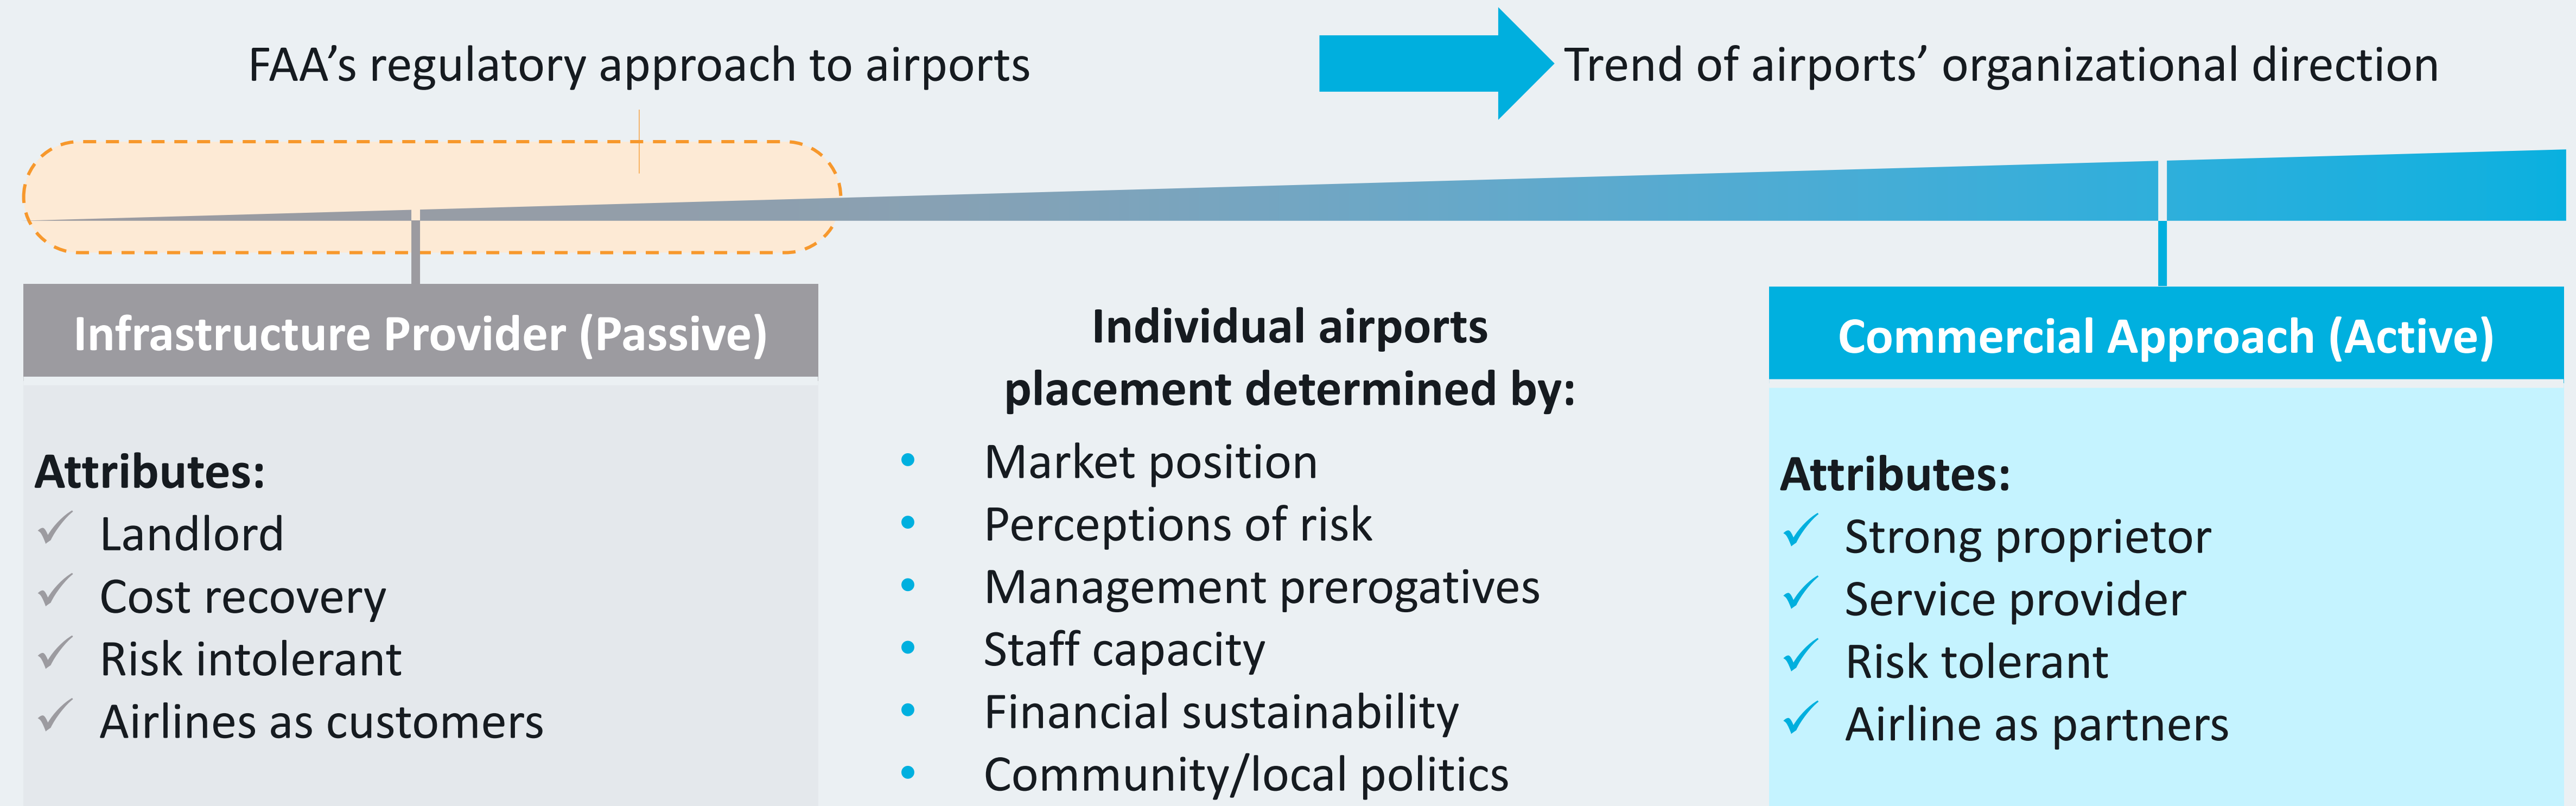 FAA’s regulatory approach to airports
Trend of airports’ organizational direction
Infrastructure Provider (Passive)
Attributes:
✓ Landlord
✓ Cost recovery
✓ Risk intolerant
✓ Airlines as customers
Individual airports
placement determined by:
• Market position
• Perceptions of risk
• Management prerogatives
• Staff capacity
• Financial sustainability
• Community/local politics
Commercial Approach (Active)
Attributes:
✓ Strong proprietor
✓ Service provider
✓ Risk tolerant
✓ Airline as partners